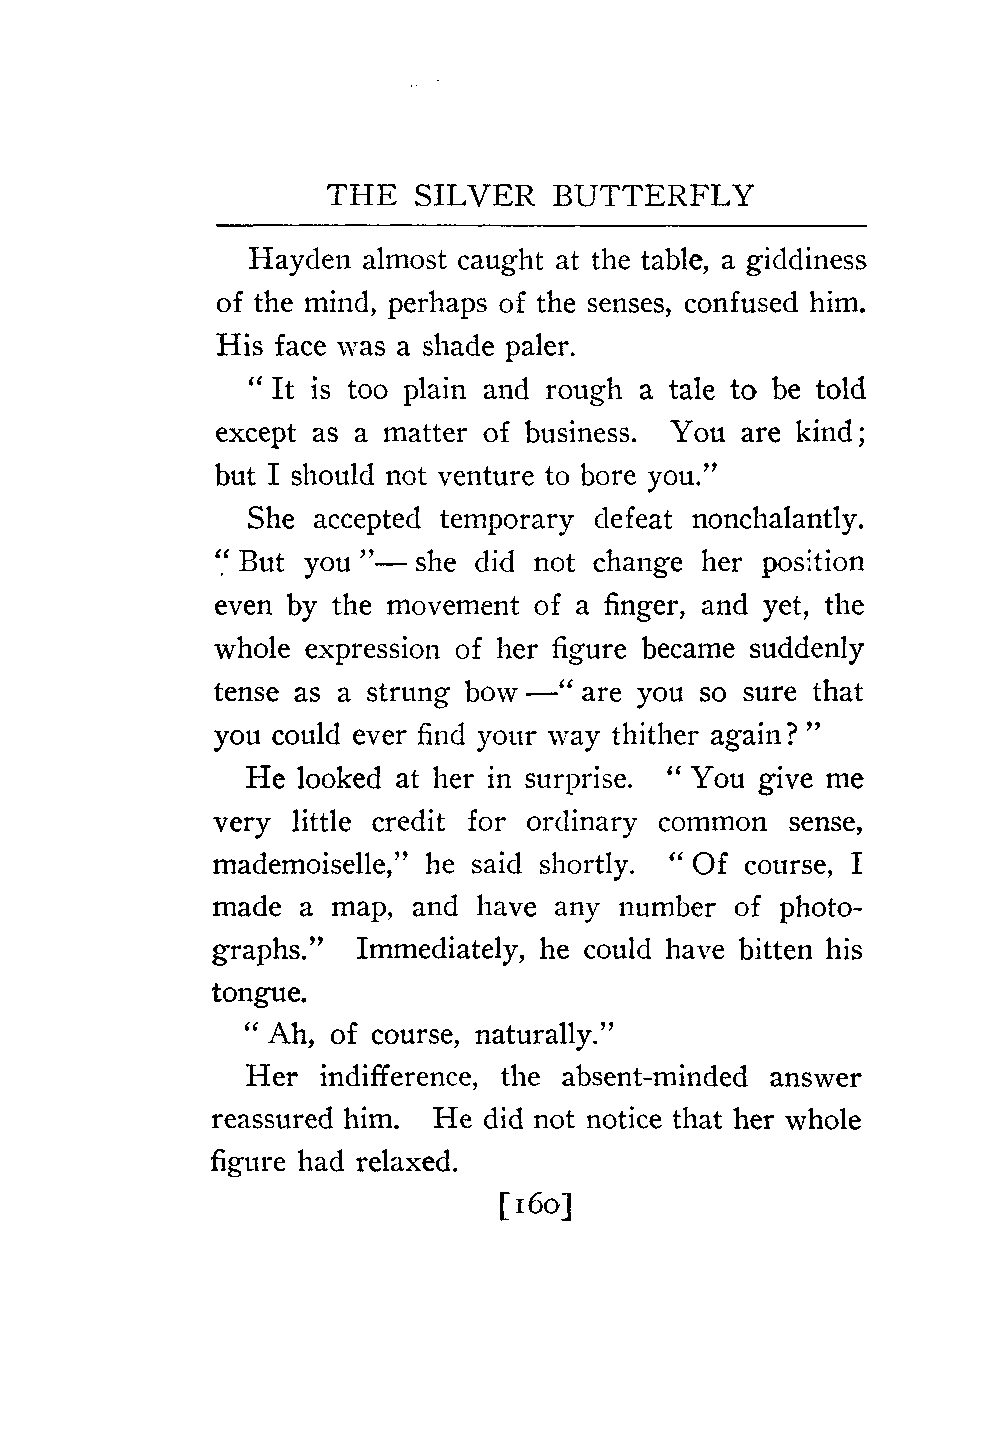 THE SILVER BUTTERFLY
Hayden almost caught at the table, a giddiness
of the mind, perhaps of the senses, confused him.
His face was a shade paler.
“ It is too plain and rough a tale to be told
except as a matter of business. You are kind;
but I should not venture to bore you.”
She accepted temporary defeat nonchalantly.
“ But you ”— she did not change her position
even by the movement of a finger, and yet, the
whole expression of her figure became suddenly
tense as a strung bow —“ are you so sure that
you could ever find your way thither again? ”
He looked at her in surprise. “ You give me
very little credit for ordinary common sense,
mademoiselle,” he said shortly. “ Of course, I
made a map, and have any number of photo-
graphs.” Immediately, he could have bitten his
tongue.
“ Ah, of course, naturally.”
Her indifference, the absent-minded answer
reassured him. He did not notice that her whole
figure had relaxed.
[160]